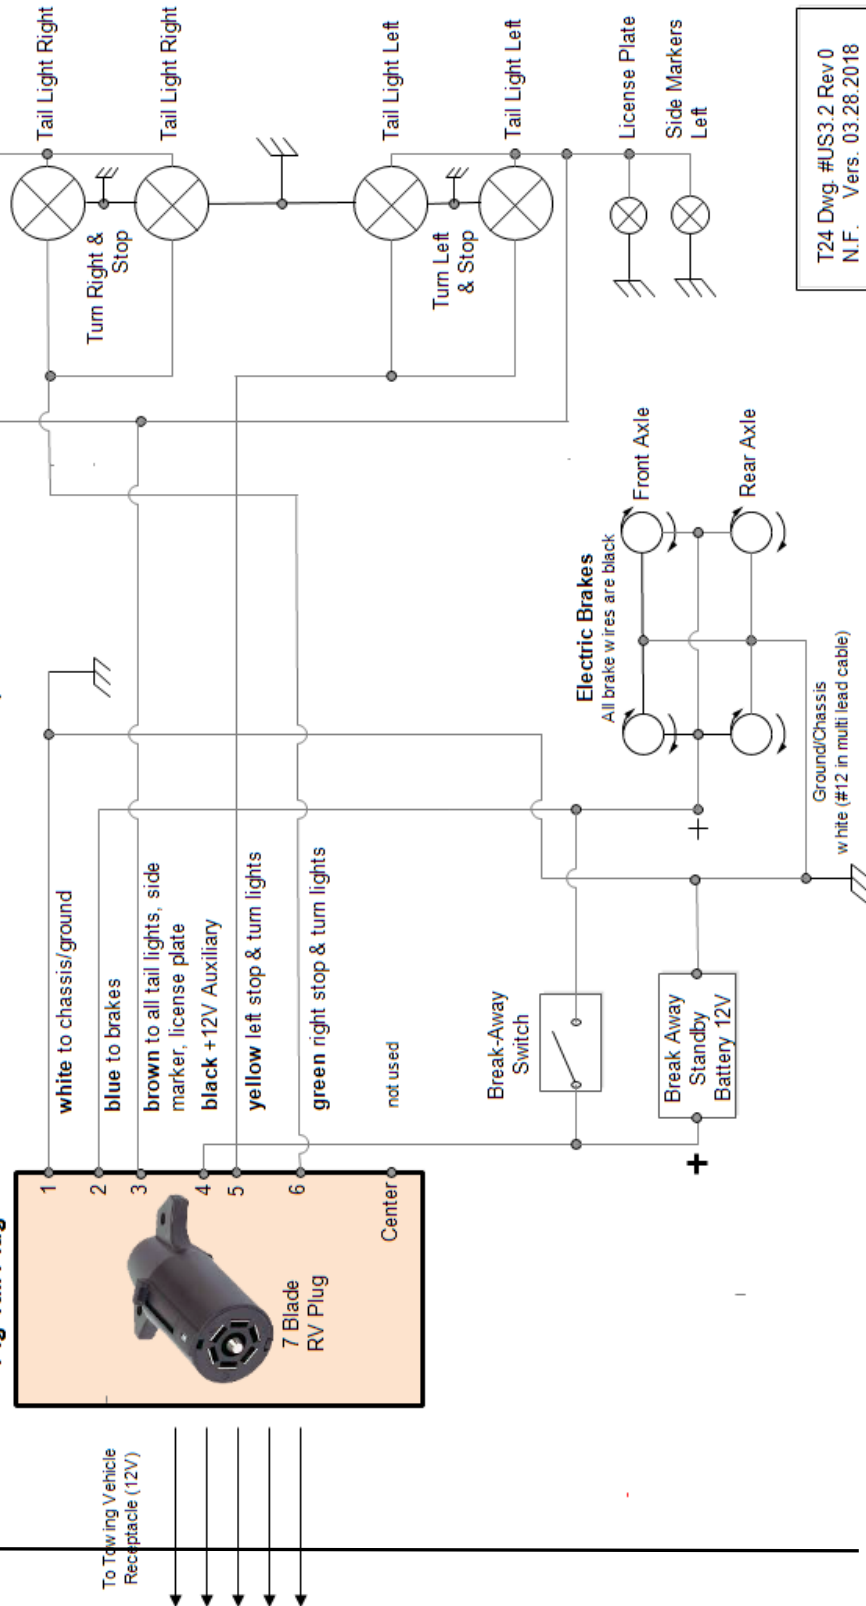 Tail Light Right
Tail Light Right
Tail Light Left
Tail Light Left
License Plate
Side Markers
Left
Turn Right &
Stop
Turn Left
& Stop
T24 Dwg. #US3.2 Rev 0
N.F. Vers. 03.28.2018
Electric Brakes
All brake wires are black
Front Axle
Rear Axle
Ground/Chassis
white (#12 in multi lead cable)
+
white to chassis/ground
blue to brakes
brown to all tail lights, side
marker, license plate
black +12V Auxiliary
yellow left stop & turn lights
green right stop & turn lights
not used
Break-Away
Switch
Break Away
Standby
Battery 12V
+
1
2
3
4
5
6
Center
7 Blade
RV Plug
To Towing Vehicle
Receptacle (12V)